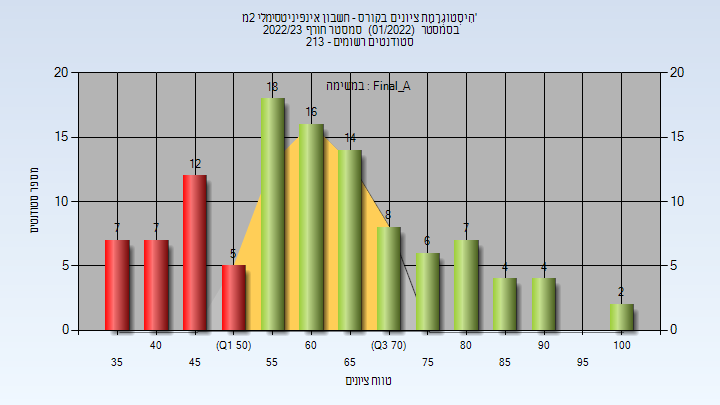 היסטוגרמת ציונים בקורס - חשבון אינפיניטסימלי 2מ'
בסמסטר (01/2022) סמסטר חורף 2022/23
סטודנטים רשומים - 213
במשימה : Final_A
20 20
15 15
10 10
5 5
0 0
מספר סטודנטים
7 7 12 5 18 16 14 8 6 7 4 4 2
40 (Q1 50) 60 (Q3 70) 80 90 100
35 45 55 65 75 85 95
טווח ציונים